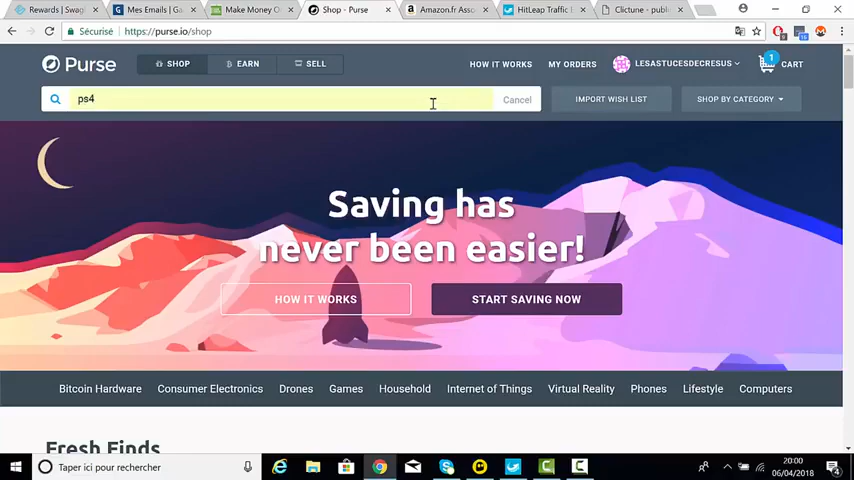 Rewards | Swag
Mes Emails | Ga
Make Money O
Shop - Purse
Amazon.fr Asso
HitLeap Traffic
Clictune - publi
Sécurisé https://purse.io/shop
Purse SHOP EARN SELL HOW IT WORKS MY ORDERS LESASTUCESDECRESUS 1 CART
ps4 Cancel IMPORT WISH LIST SHOP BY CATEGORY
Saving has
never been easier!
HOW IT WORKS START SAVING NOW
Bitcoin Hardware Consumer Electronics Drones Games Household Internet of Things Virtual Reality Phones Lifestyle Computers
Fresh Finds
Taper ici pour rechercher
20:00
06/04/2018